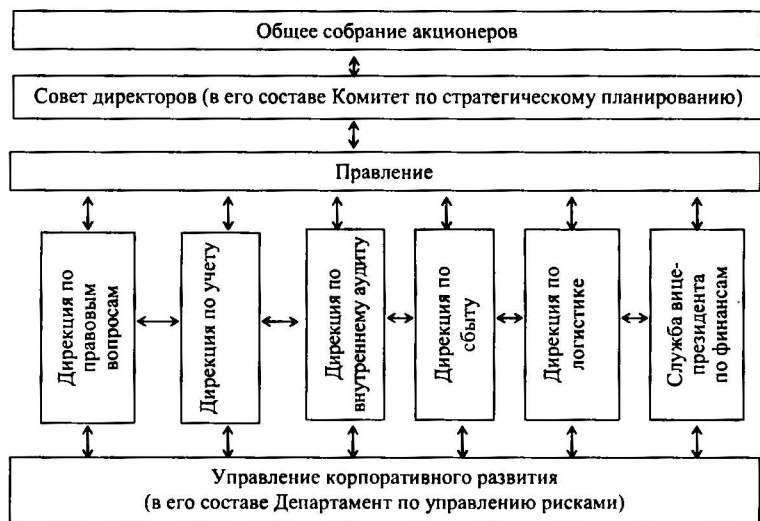 Общее собрание акционеров
Совет директоров (в его составе Комитет по стратегическому планированию)
Правление
Дирекция по
правовым
вопросам
Дирекция по учету
Дирекция по
внутреннему аудиту
Дирекция по
сбыту
Дирекция по
логистике
Служба вице-
президента
по финансам
Управление корпоративного развития
(в его составе Департамент по управлению рисками)